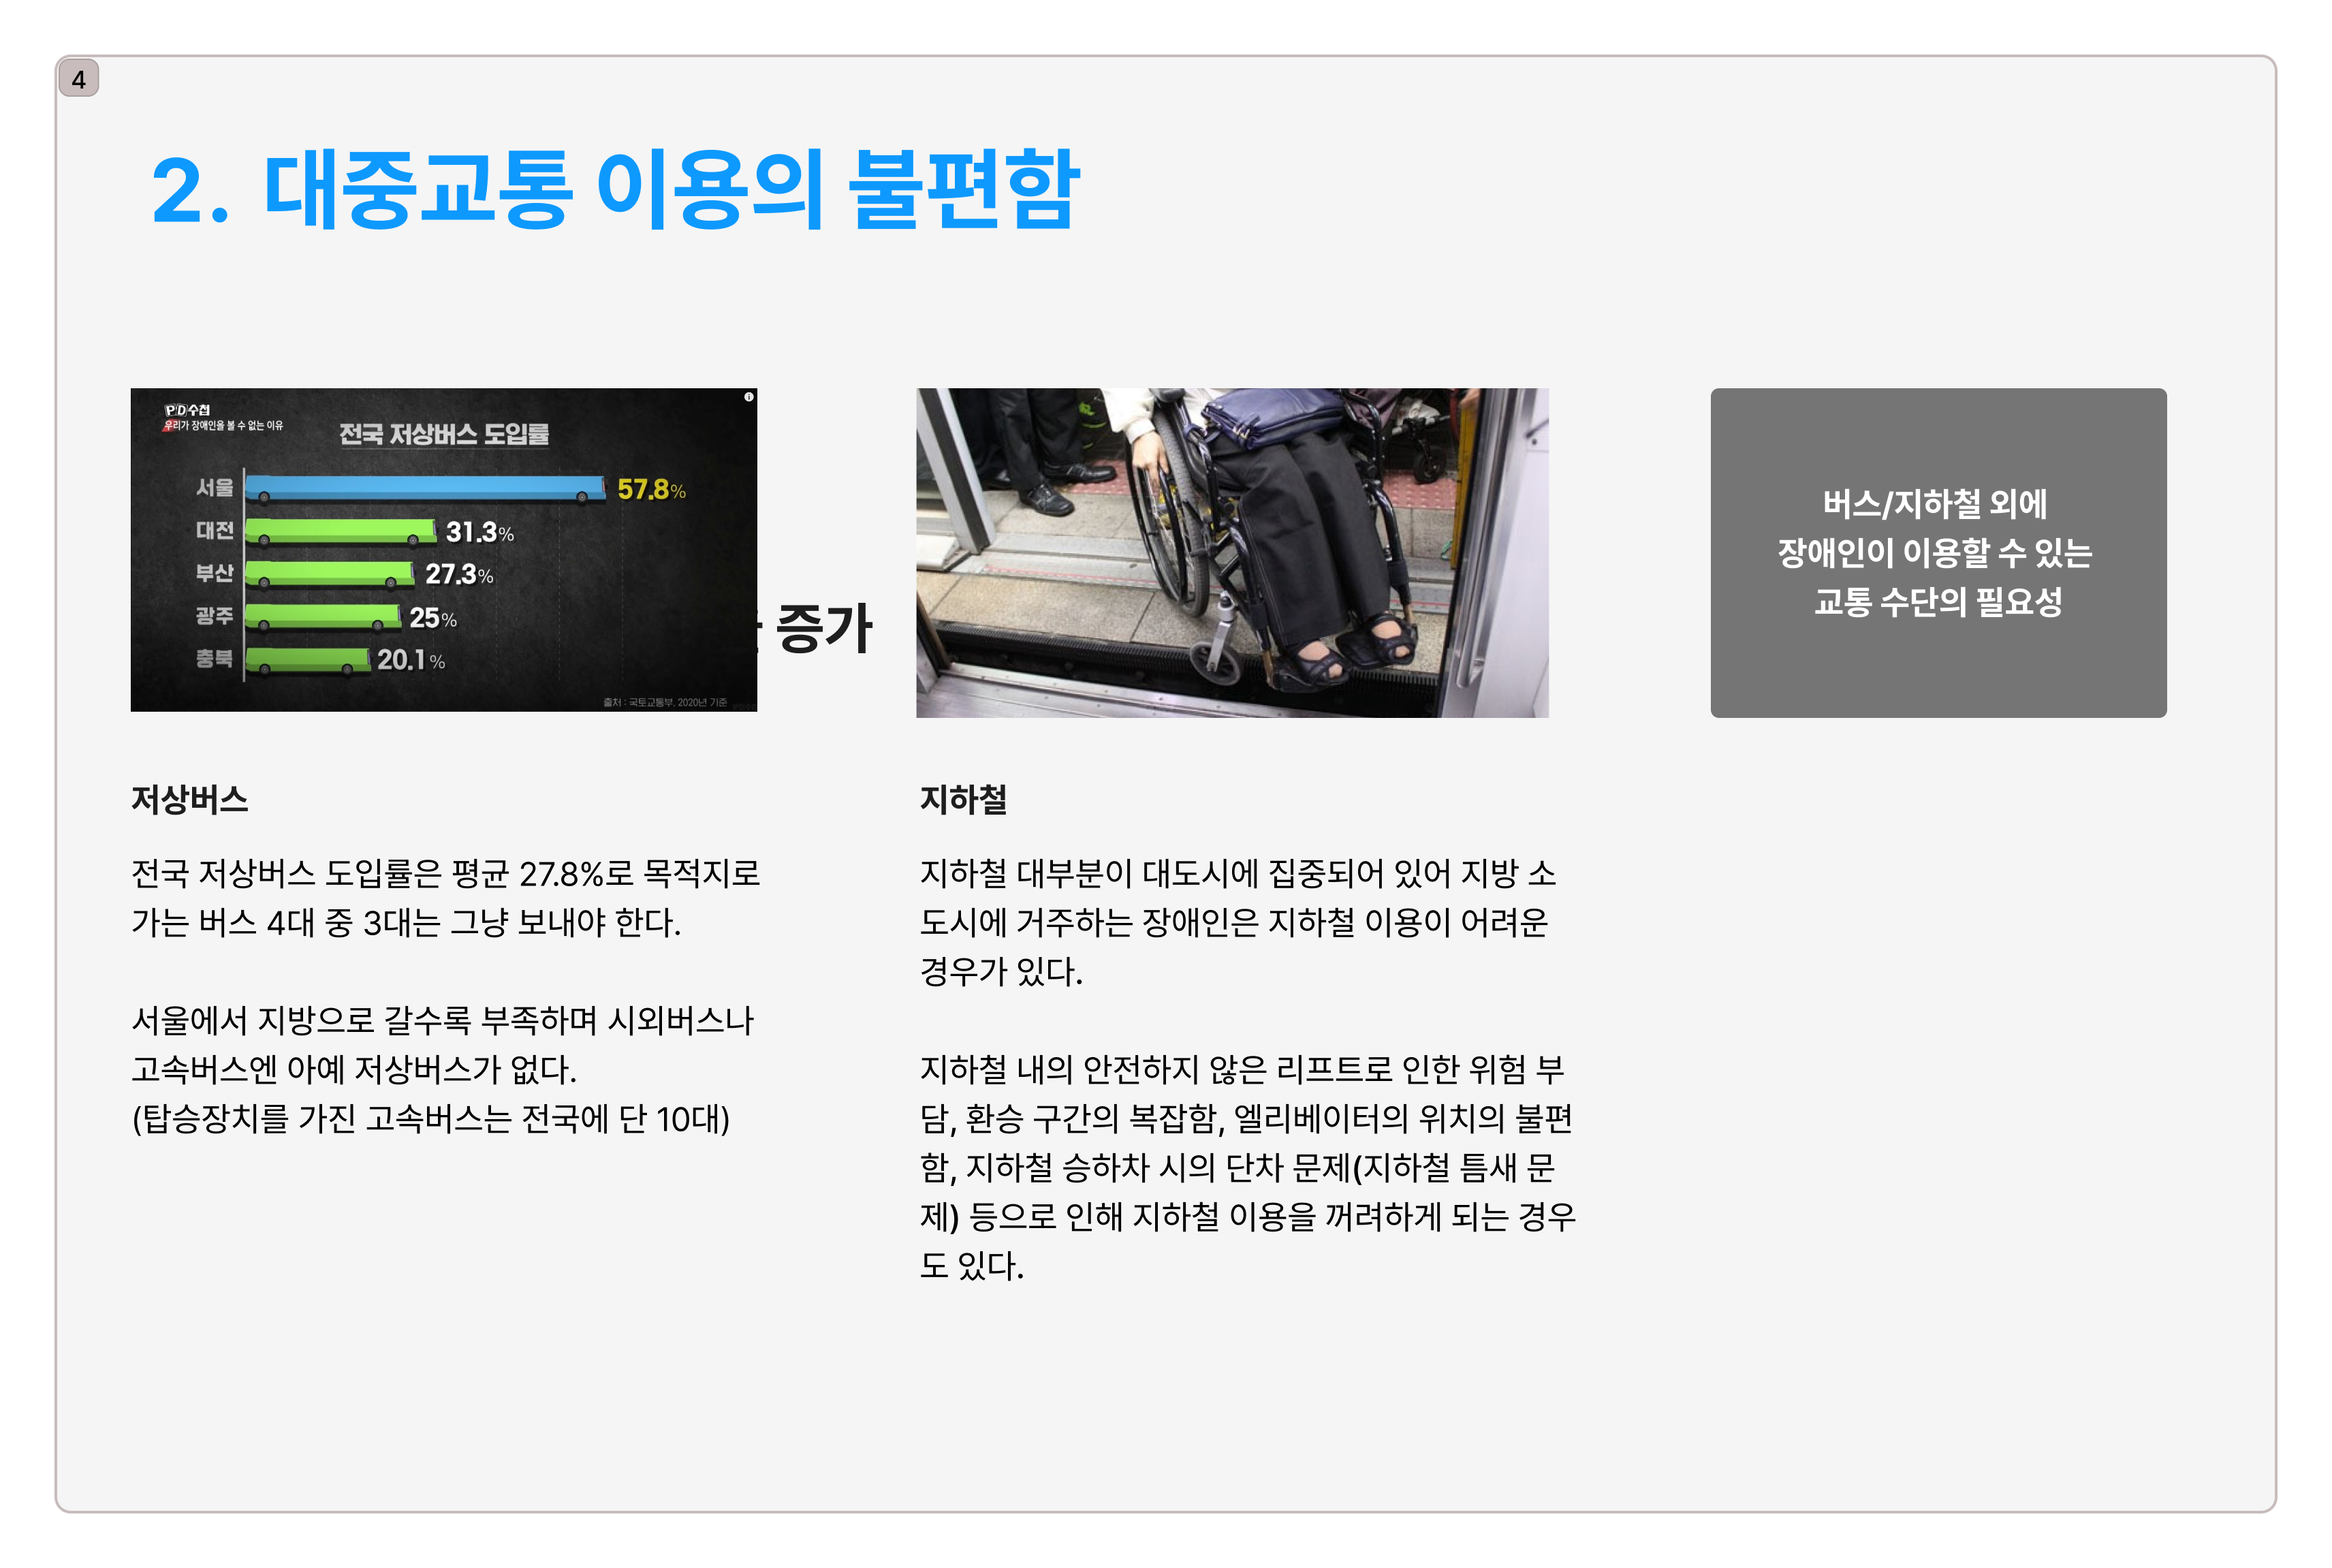 4
2. 대중교통 이용의 불편함
PD수첩
우리가 장애인을 볼 수 없는 이유
전국 저상버스 도입률
서울 57.8%
대전 31.3%
부산 27.3%
광주 25%
충북 20.1%
출처 : 국토교통부, 2020년 기준
증가
버스/지하철 외에
장애인이 이용할 수 있는
교통 수단의 필요성
저상버스
전국 저상버스 도입률은 평균 27.8%로 목적지로
가는 버스 4대 중 3대는 그냥 보내야 한다.
서울에서 지방으로 갈수록 부족하며 시외버스나
고속버스엔 아예 저상버스가 없다.
(탑승장치를 가진 고속버스는 전국에 단 10대)
지하철
지하철 대부분이 대도시에 집중되어 있어 지방 소
도시에 거주하는 장애인은 지하철 이용이 어려운
경우가 있다.
지하철 내의 안전하지 않은 리프트로 인한 위험 부
담, 환승 구간의 복잡함, 엘리베이터의 위치의 불편
함, 지하철 승하차 시의 단차 문제(지하철 틈새 문
제) 등으로 인해 지하철 이용을 꺼려하게 되는 경우
도 있다.